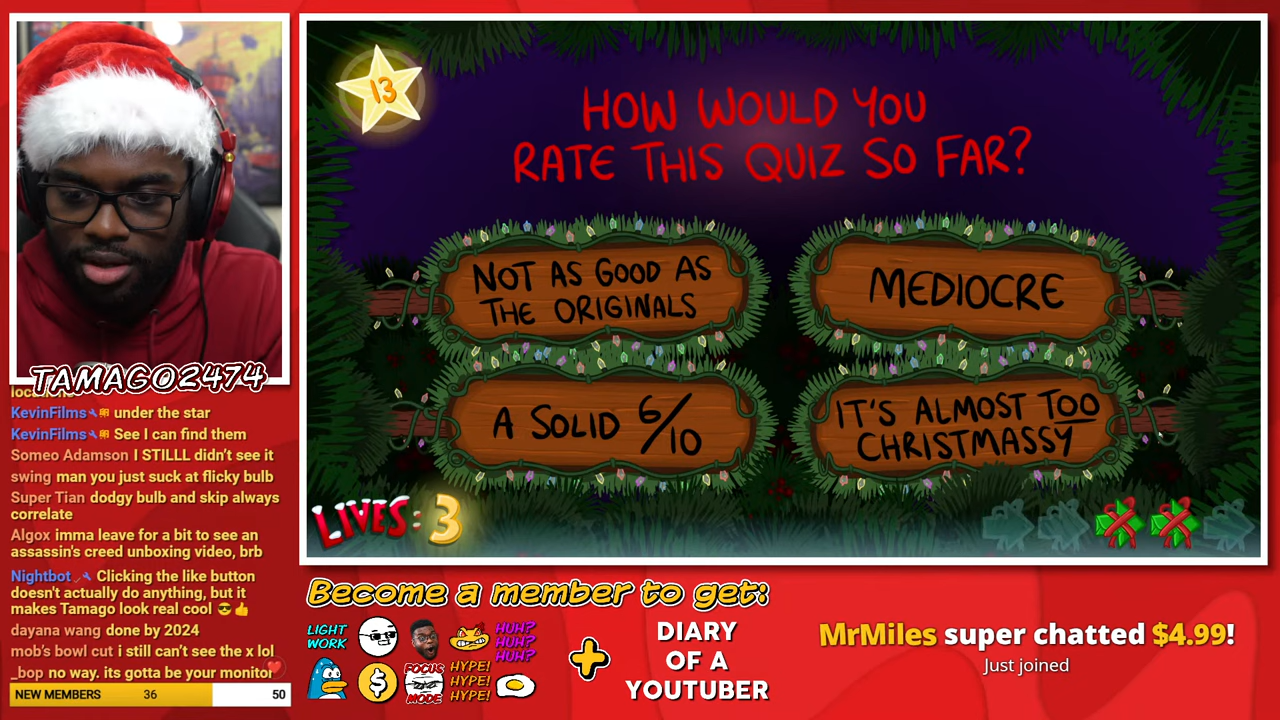 13
HOW WOULD YOU
RATE THIS QUIZ SO FAR?
NOT AS GOOD AS
THE ORIGINALS
MEDIOCRE
A SOLID 6/10
IT'S ALMOST TOO
CHRISTMASSY
LIVES: 3
TAMAGO2474
KevinFilms under the star
KevinFilms See I can find them
Someo Adamson I STILLL didn't see it
swing man you just suck at flicky bulb
Super Tian dodgy bulb and skip always
correlate
Algox imma leave for a bit to see an
assassin's creed unboxing video, brb
Nightbot Clicking the like button
doesn't actually do anything, but it
makes Tamago look real cool 😎👍
dayana wang done by 2024
mob's bowl cut i still can't see the x lol
_bop no way. its gotta be your monitor
NEW MEMBERS 36 50
Become a member to get:
LIGHT
WORK
HUH?
HUH?
HUH?
$
FOCUS
MODE
HYPE!
HYPE!
HYPE!
+
DIARY
OF A
YOUTUBER
MrMiles super chatted $4.99!
Just joined